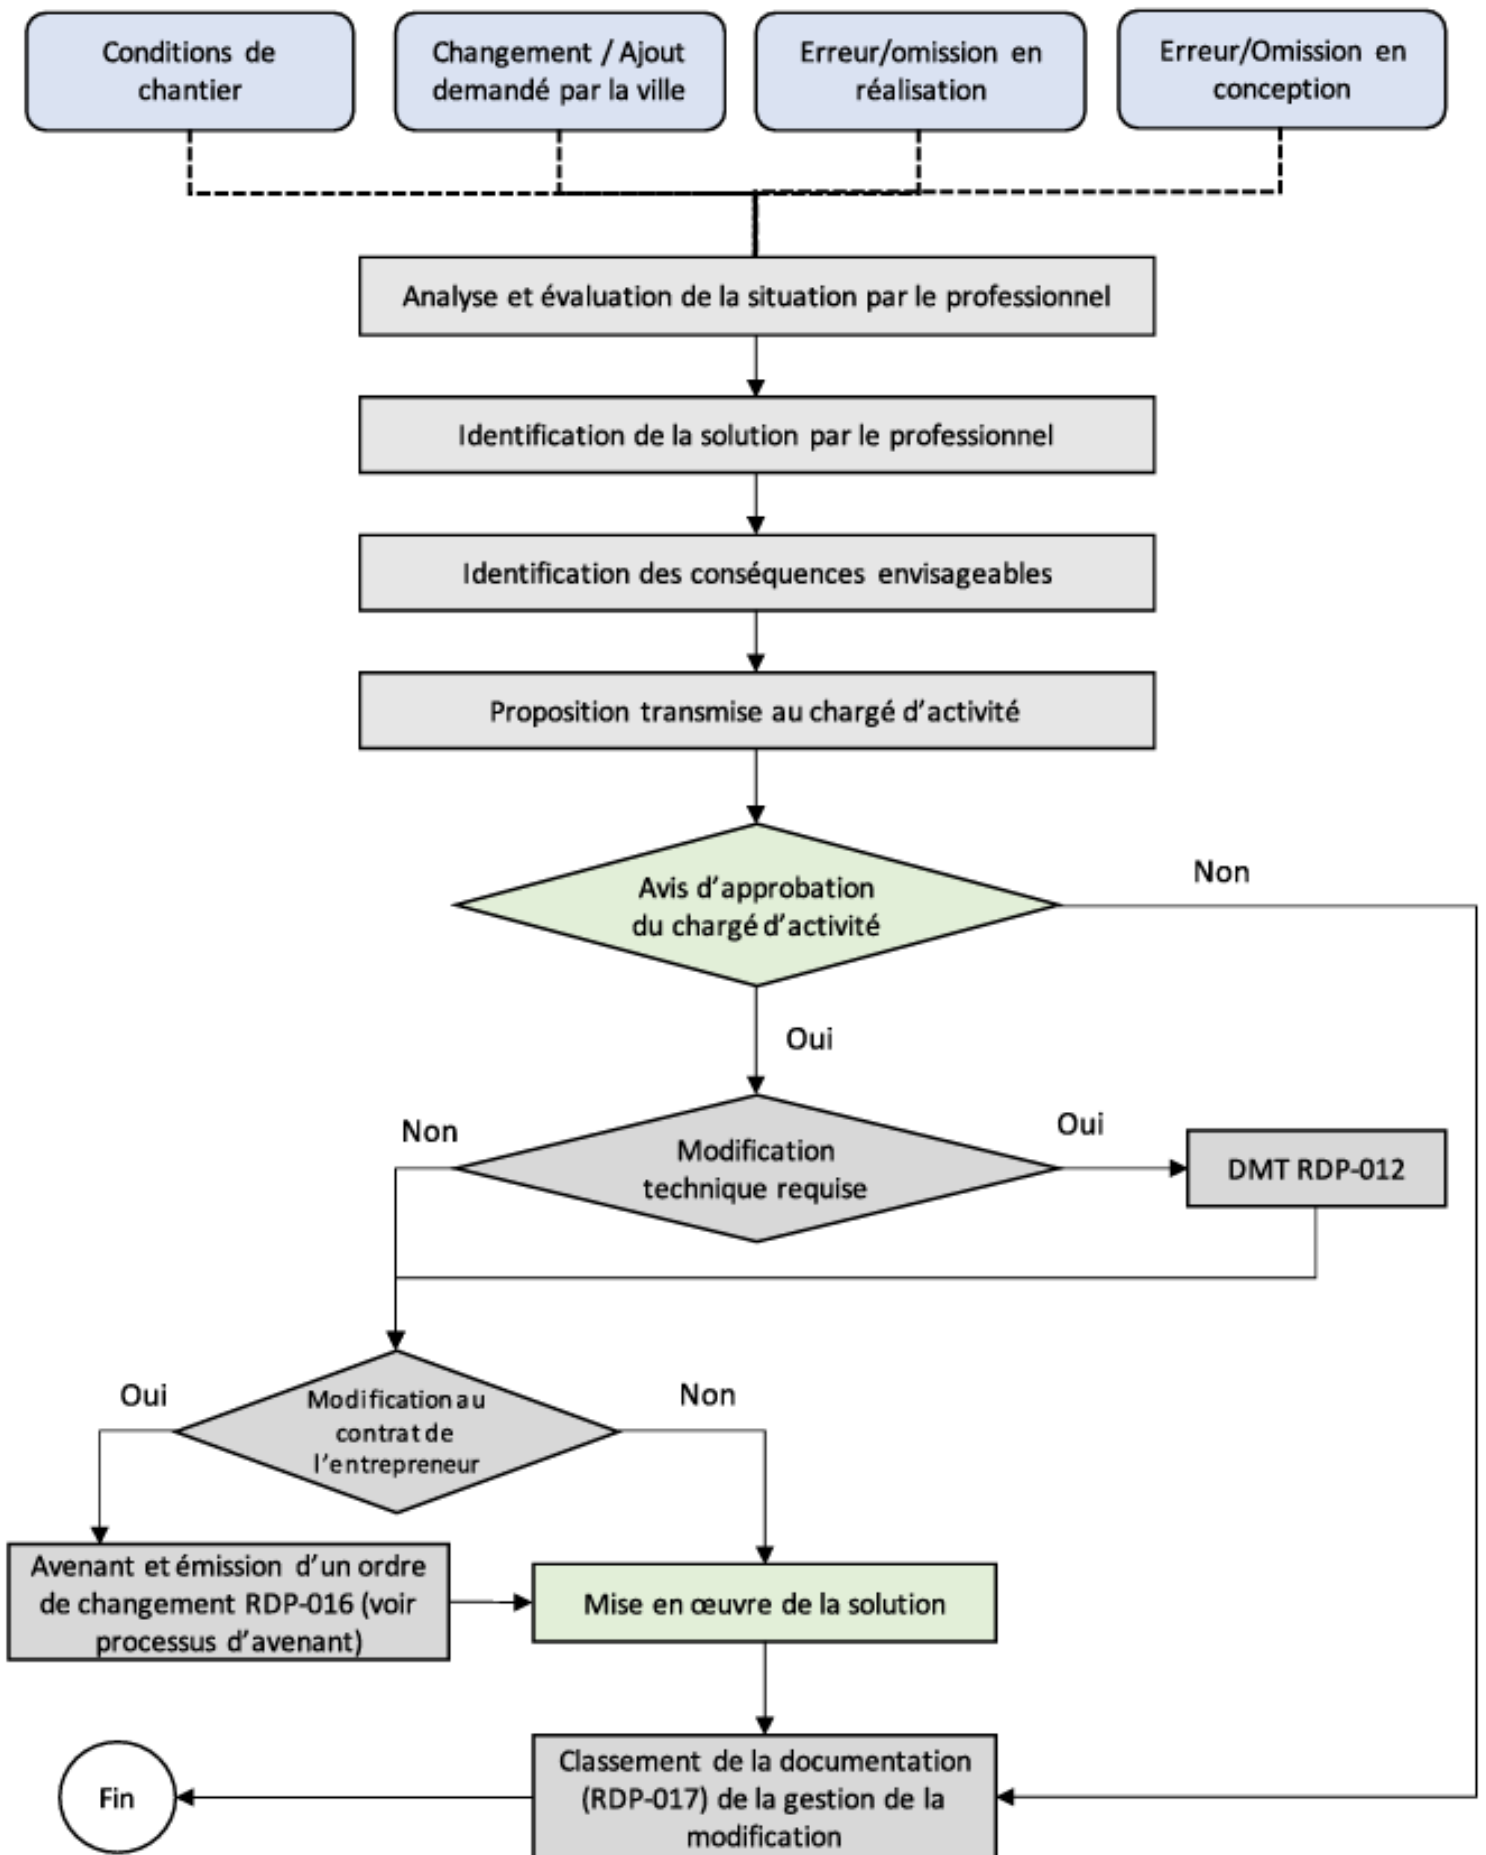 Conditions de
chantier
Changement / Ajout
demandé par la ville
Erreur/omission en
réalisation
Erreur/Omission en
conception
Analyse et évaluation de la situation par le professionnel
Identification de la solution par le professionnel
Identification des conséquences envisageables
Proposition transmise au chargé d'activité
Avis d'approbation
du chargé d'activité
Non
Oui
Modification
technique requise
Non
Oui
DMT RDP-012
Modification au
contrat de
l'entrepreneur
Oui
Non
Avenant et émission d'un ordre
de changement RDP-016 (voir
processus d'avenant)
Mise en œuvre de la solution
Classement de la documentation
(RDP-017) de la gestion de la
modification
Fin